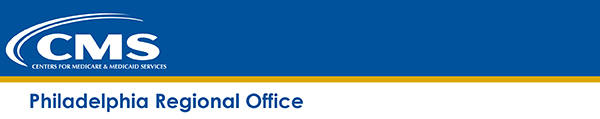 CMS
CENTERS FOR MEDICARE & MEDICAID SERVICES
Philadelphia Regional Office